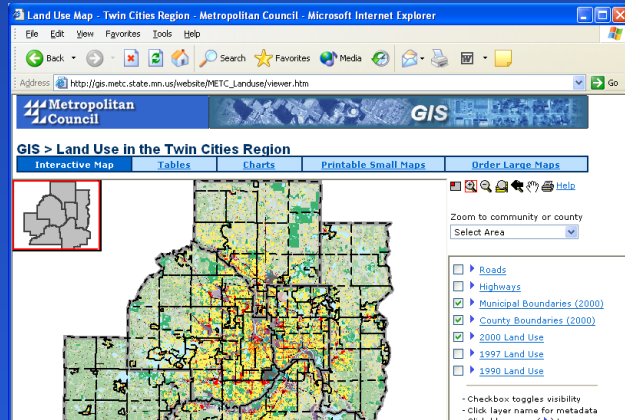 Land Use Map - Twin Cities Region - Metropolitan Council - Microsoft Internet Explorer
File Edit View Favorites Tools Help
Back Search Favorites Media
Address http://gis.metc.state.mn.us/website/METC_Landuse/viewer.htm Go
Metropolitan
Council
GIS
GIS > Land Use in the Twin Cities Region
Interactive Map Tables Charts Printable Small Maps Order Large Maps
Help
Zoom to community or county
Select Area
Roads
Highways
Municipal Boundaries (2000)
County Boundaries (2000)
2000 Land Use
1997 Land Use
1990 Land Use
- Checkbox toggles visibility
- Click layer name for metadata